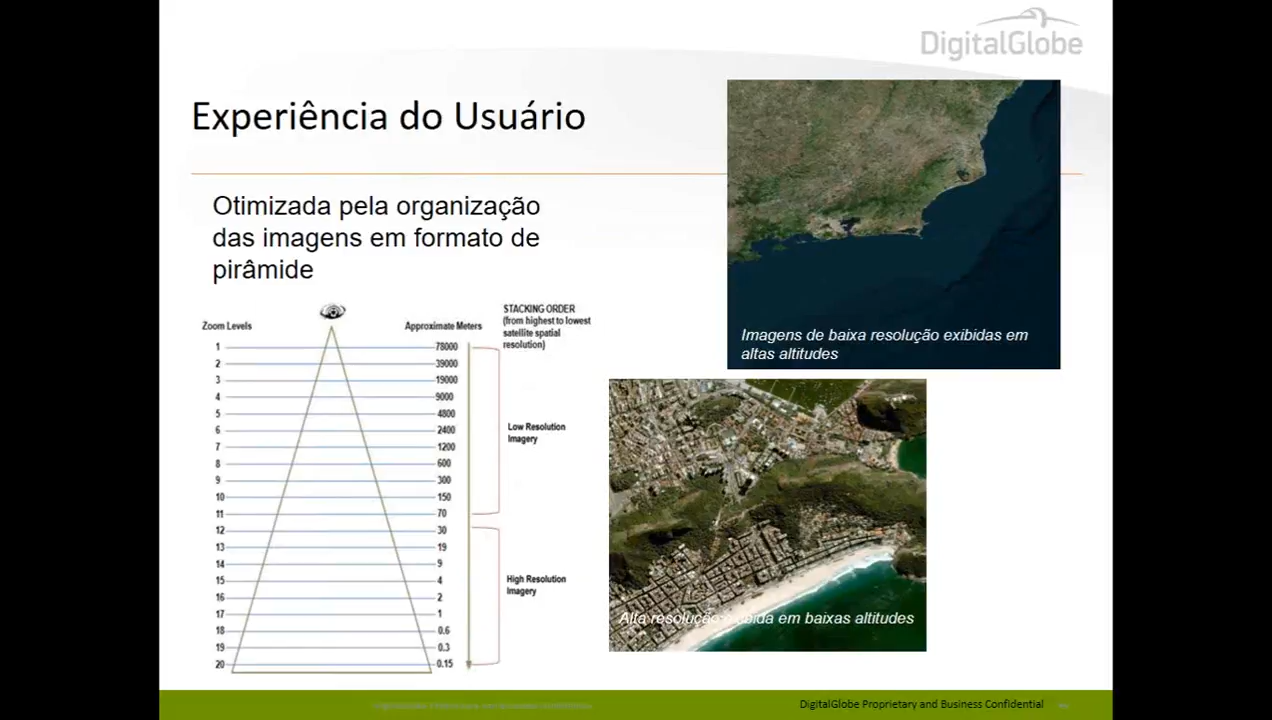 DigitalGlobe
Experiência do Usuário
Otimizada pela organização
das imagens em formato de
pirâmide
Zoom Levels
Approximate Meters
STACKING ORDER
(from highest to lowest
satellite spatial
resolution)
1 78000
2 39000
3 19000
4 9000
5 4800
6 2400
7 1200
8 600
9 300
10 150
11 70
12 30
13 19
14 9
15 4
16 2
17 1
18 0.6
19 0.3
20 0.15
Low Resolution
Imagery
High Resolution
Imagery
Imagens de baixa resolução exibidas em
altas altitudes
Alta resolução exibida em baixas altitudes
DigitalGlobe Proprietary and Business Confidential